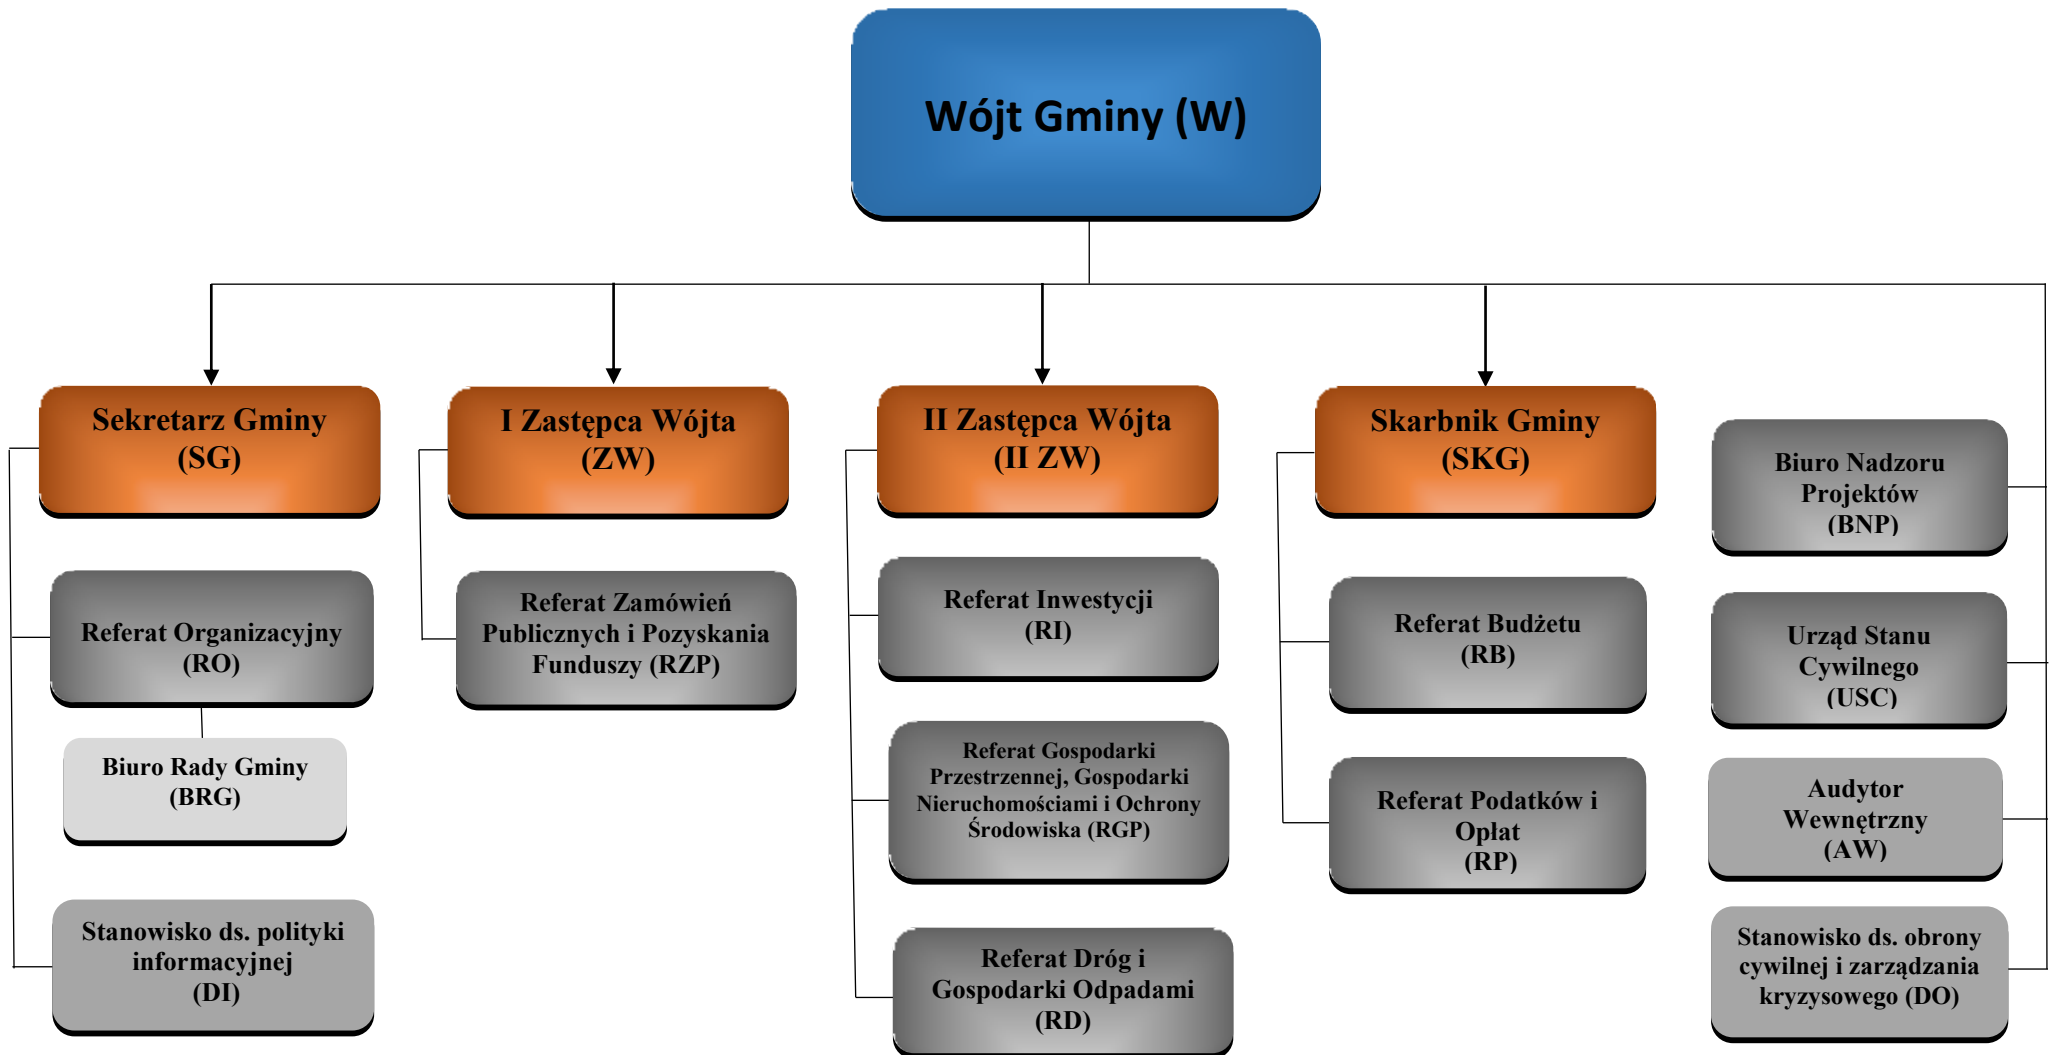 Wójt Gminy (W)
Sekretarz Gminy
(SG)
I Zastępca Wójta
(ZW)
II Zastępca Wójta
(II ZW)
Skarbnik Gminy
(SKG)
Biuro Nadzoru
Projektów
(BNP)
Referat Organizacyjny
(RO)
Referat Zamówień
Publicznych i Pozyskania
Funduszy (RZP)
Referat Inwestycji
(RI)
Referat Budżetu
(RB)
Urząd Stanu
Cywilnego
(USC)
Biuro Rady Gminy
(BRG)
Referat Gospodarki
Przestrzennej, Gospodarki
Nieruchomościami i Ochrony
Środowiska (RGP)
Referat Podatków i
Opłat
(RP)
Audytor
Wewnętrzny
(AW)
Stanowisko ds. polityki
informacyjnej
(DI)
Referat Dróg i
Gospodarki Odpadami
(RD)
Stanowisko ds. obrony
cywilnej i zarządzania
kryzysowego (DO)